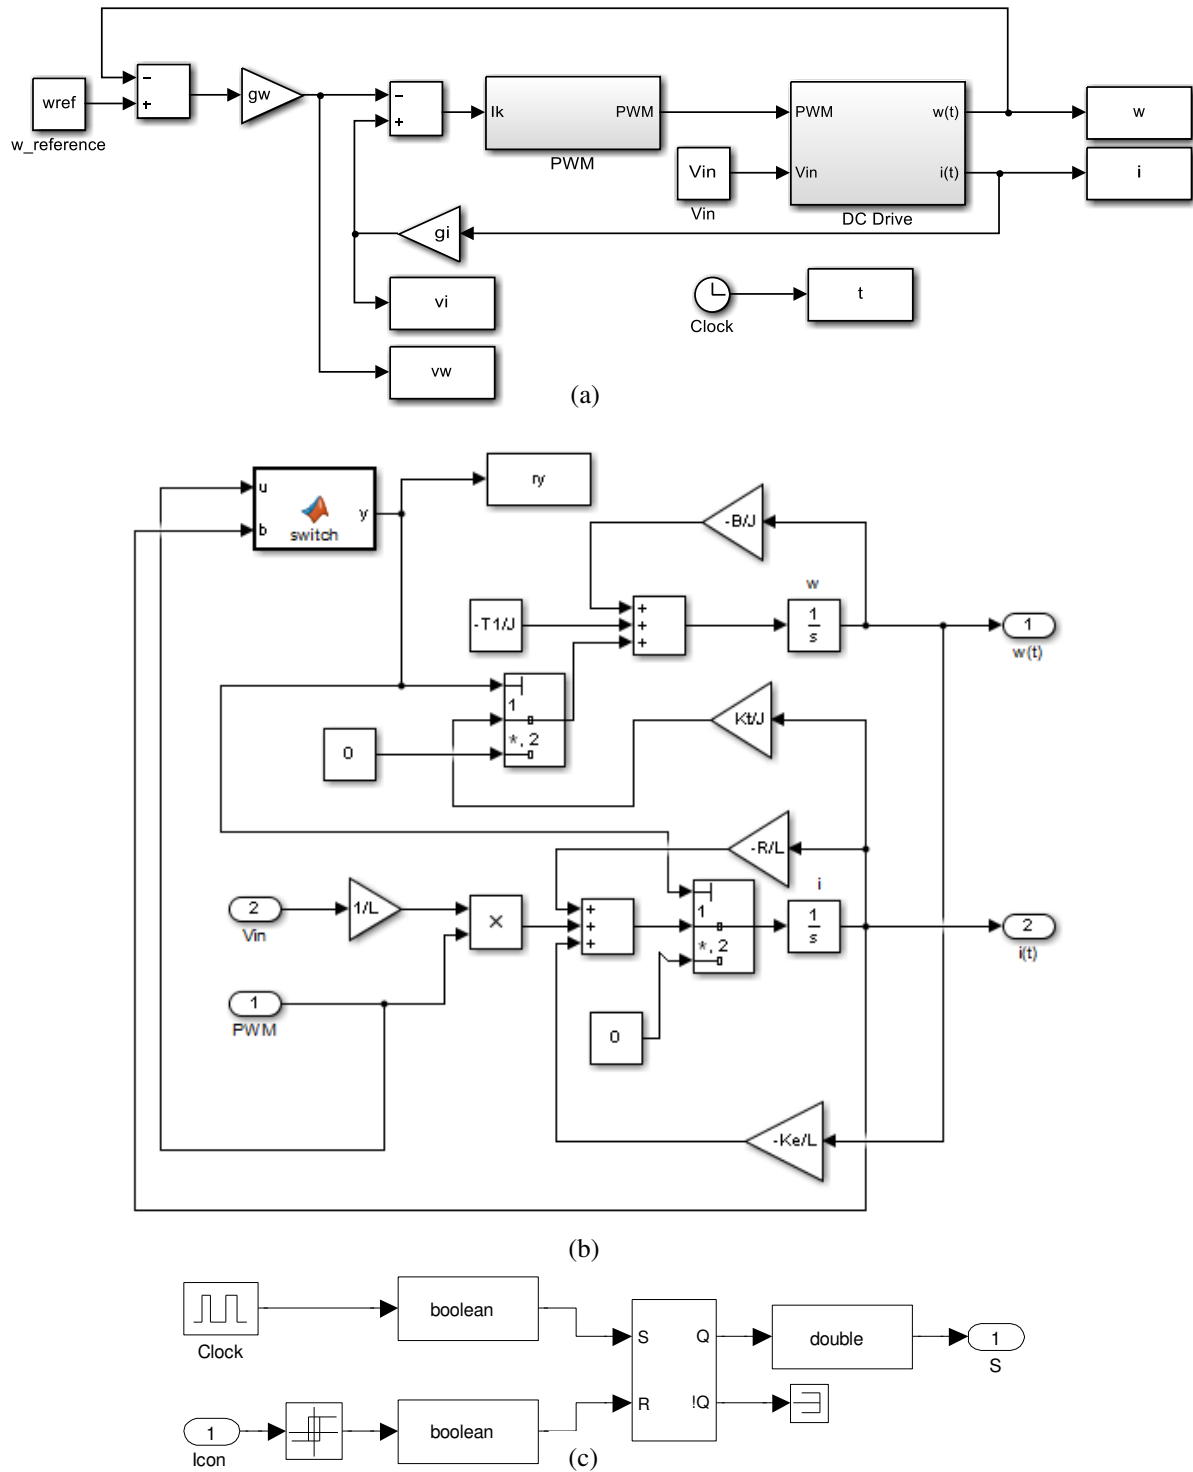 −
wref
+
gw
w_reference
−
+
Ik
PWM
PWM
PWM
w(t)
w
Vin
Vin
Vin
i(t)
i
DC Drive
gi
vi
t
Clock
vw
(a)
u
y
b
switch
ry
-B/J
w
+
-T1/J
+
+
1
s
1
w(t)
1
*, 2
0
Kt/J
-R/L
i
2
Vin
1/L
×
+
+
+
1
*, 2
1
s
2
i(t)
1
PWM
0
-Ke/L
(b)
Clock
boolean
S
Q
double
1
S
1
Icon
boolean
R
!Q
(c)